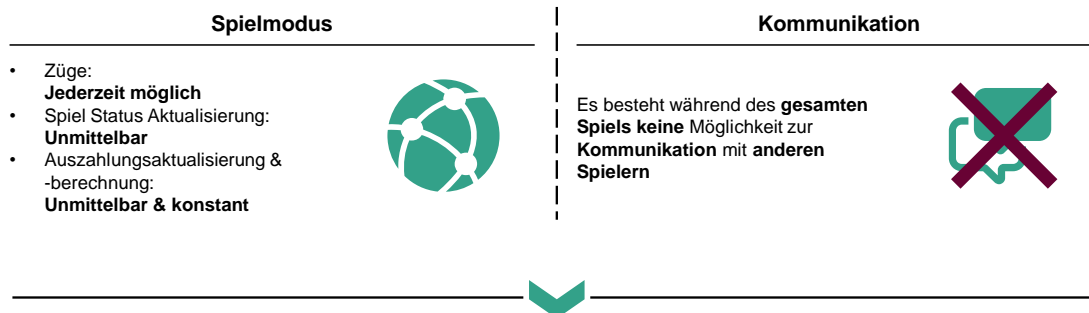 Spielmodus
• Züge:
Jederzeit möglich
• Spiel Status Aktualisierung:
Unmittelbar
• Auszahlungsaktualisierung &
-berechnung:
Unmittelbar & konstant
Kommunikation
Es besteht während des gesamten
Spiels keine Möglichkeit zur
Kommunikation mit anderen
Spielern